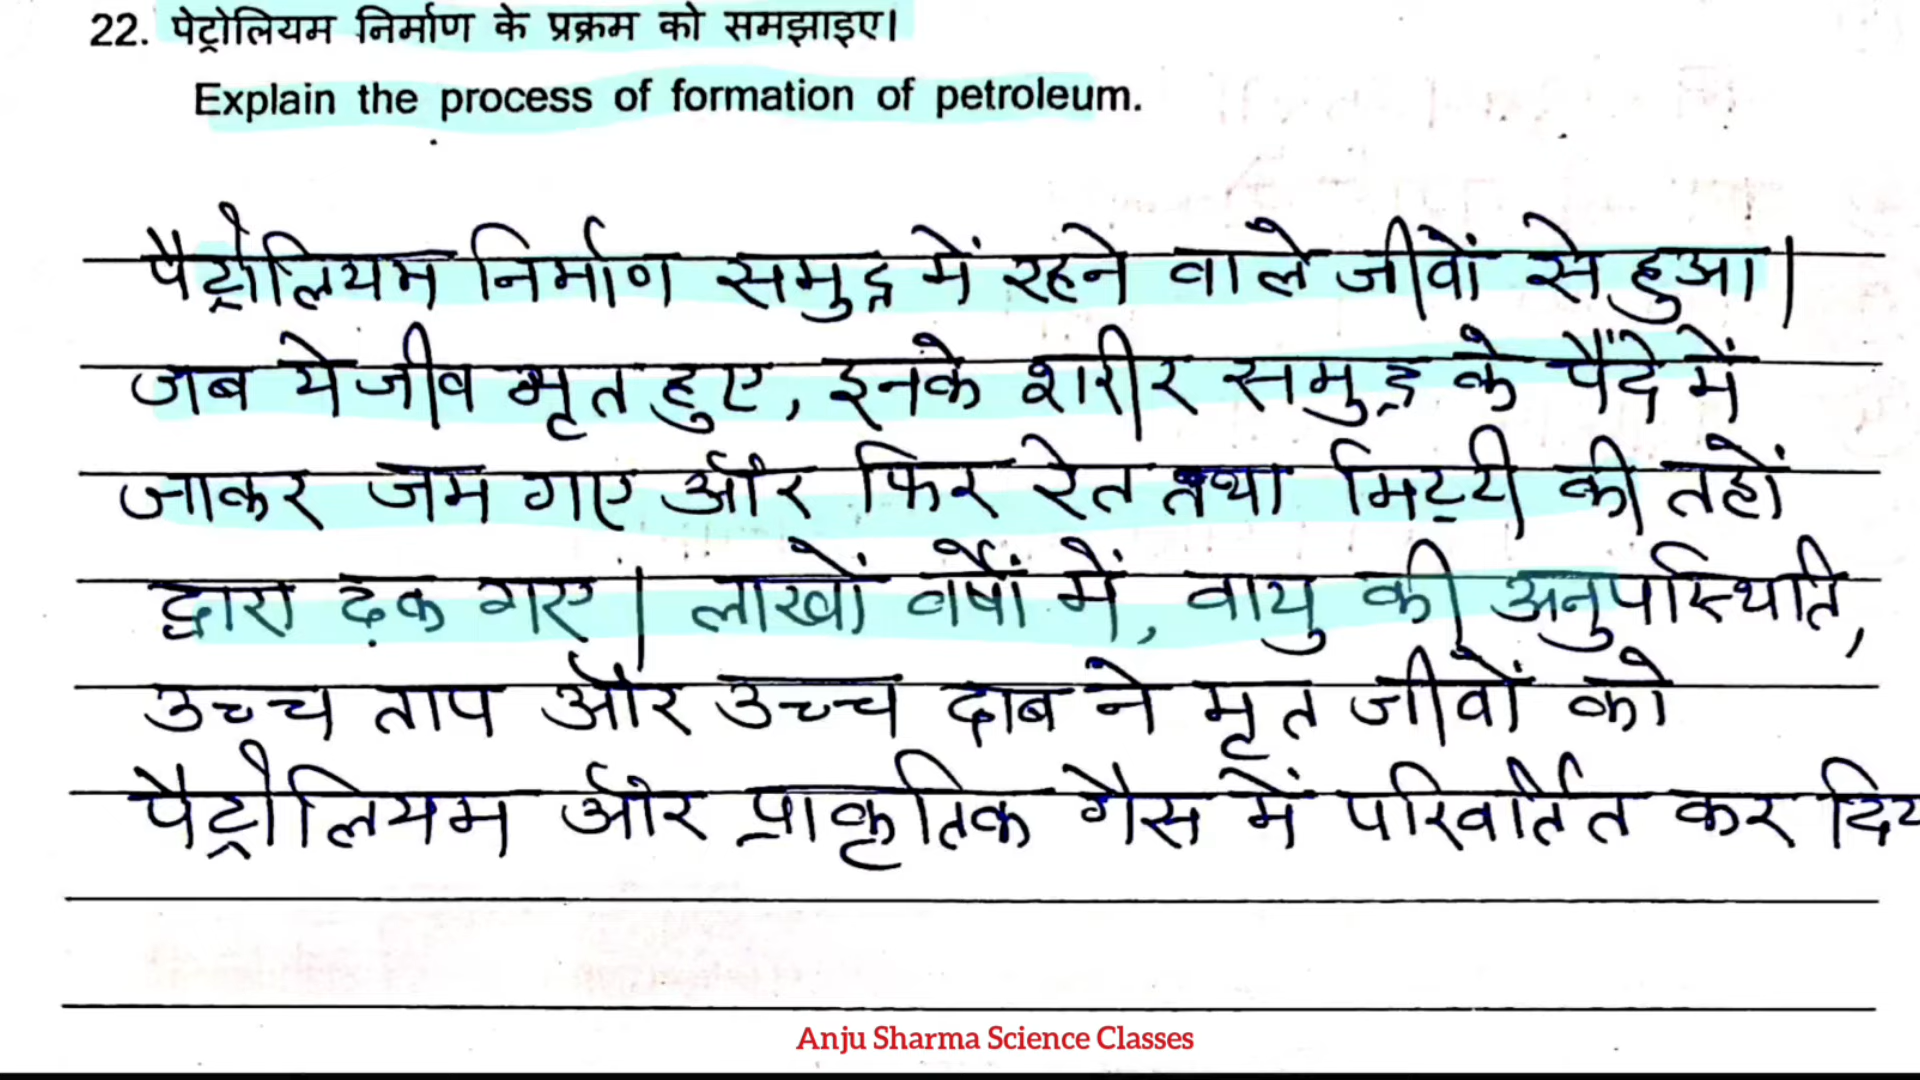 22. पेट्रोलियम निर्माण के प्रक्रम को समझाइए।
Explain the process of formation of petroleum.
पैट्रोलियम निर्माण समुद्र में रहने वाले जीवों से हुआ।
जब ये जीव मृत हुए, इनके शरीर समुद्र के पैंदे में
जाकर जम गए और फिर रेत तथा मिट्टी की तहों
द्वारा ढ़क गए। लाखों वर्षों में, वायु की अनुपस्थिति,
उच्च ताप और उच्च दाब ने मृत जीवों को
पैट्रोलियम और प्राकृतिक गैस में परिवर्तित कर दिय
Anju Sharma Science Classes